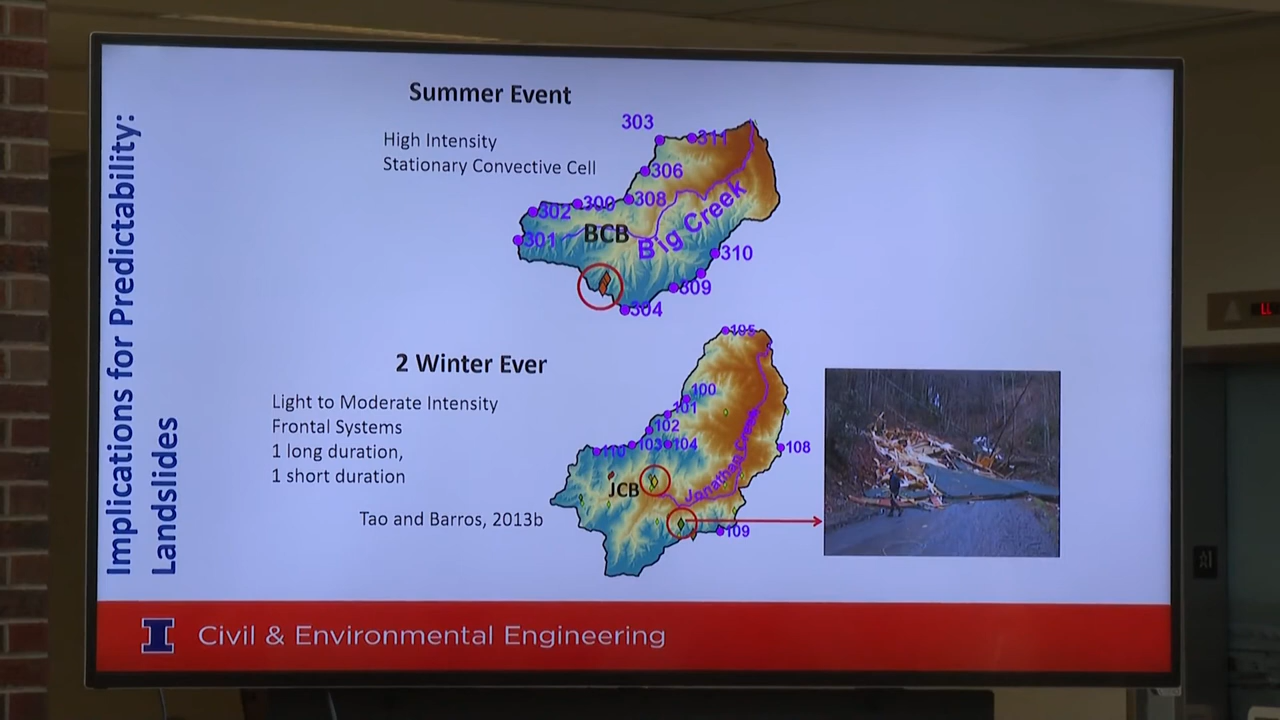 Implications for Predictability:
Landslides
Summer Event
High Intensity
Stationary Convective Cell
303
311
306
300
308
302
301
BCB
Big Creek
310
309
304
2 Winter Ever
Light to Moderate Intensity
Frontal Systems
1 long duration,
1 short duration
Tao and Barros, 2013b
195
100
101
102
103
104
110
108
JCB
Jonathan Creek
109
I
Civil & Environmental Engineering